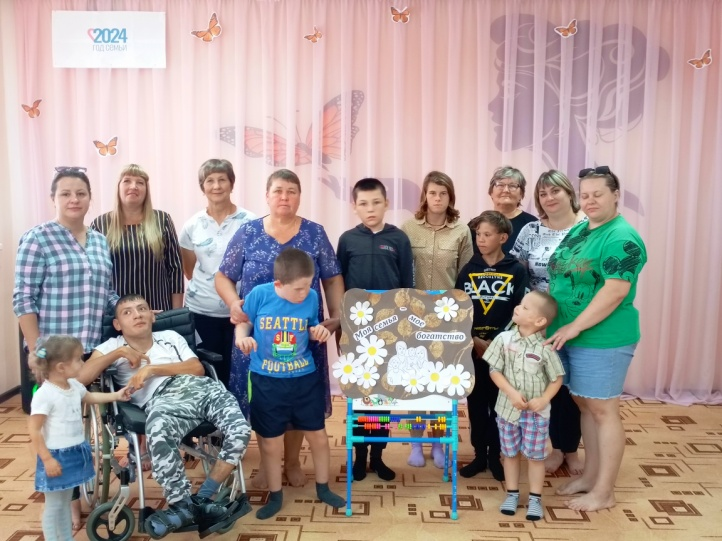 2024
ГОД СЕМЬИ
SEATTLE
FOOTBALL
BLACK
Моя семья - моё
богатство